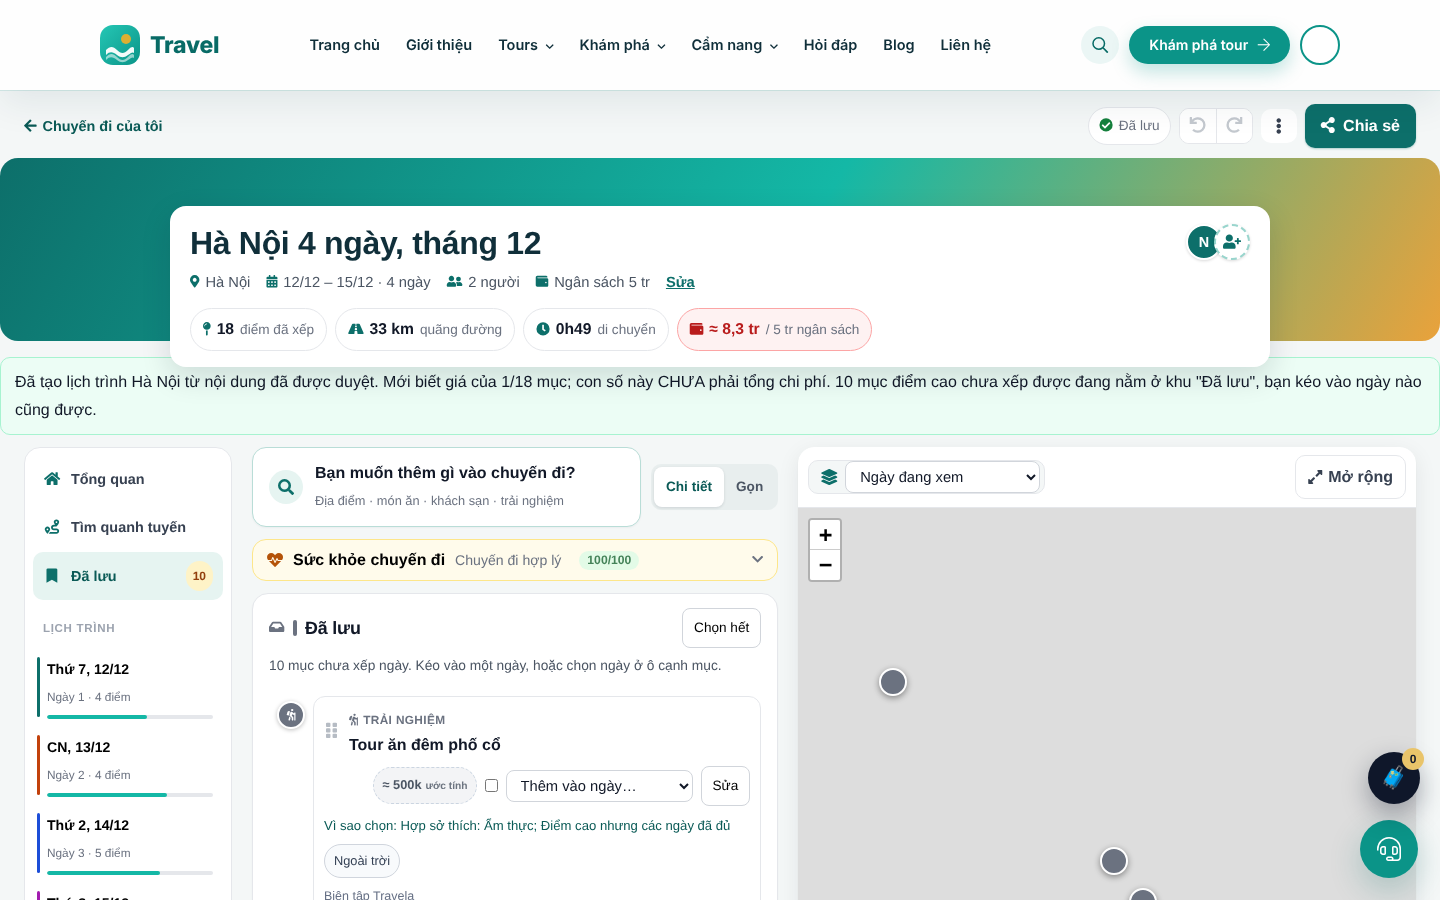 Travel
Trang chủ
Giới thiệu
Tours
Khám phá
Cẩm nang
Hỏi đáp
Blog
Liên hệ
Khám phá tour
Chuyến đi của tôi
Đã lưu
Chia sẻ
Hà Nội 4 ngày, tháng 12
N
Hà Nội
12/12 – 15/12 · 4 ngày
2 người
Ngân sách 5 tr
Sửa
18 điểm đã xếp
33 km quãng đường
0h49 di chuyển
≈ 8,3 tr / 5 tr ngân sách
Đã tạo lịch trình Hà Nội từ nội dung đã được duyệt. Mới biết giá của 1/18 mục; con số này CHƯA phải tổng chi phí. 10 mục điểm cao chưa xếp được đang nằm ở khu "Đã lưu", bạn kéo vào ngày nào
cũng được.
Tổng quan
Tìm quanh tuyến
Đã lưu
10
LỊCH TRÌNH
Thứ 7, 12/12
Ngày 1 · 4 điểm
CN, 13/12
Ngày 2 · 4 điểm
Thứ 2, 14/12
Ngày 3 · 5 điểm
Bạn muốn thêm gì vào chuyến đi?
Địa điểm · món ăn · khách sạn · trải nghiệm
Chi tiết
Gọn
Sức khỏe chuyến đi
Chuyến đi hợp lý
100/100
Đã lưu
Chọn hết
10 mục chưa xếp ngày. Kéo vào một ngày, hoặc chọn ngày ở ô cạnh mục.
TRẢI NGHIỆM
Tour ăn đêm phố cổ
≈ 500k ước tính
Thêm vào ngày…
Sửa
Vì sao chọn: Hợp sở thích: Ẩm thực; Điểm cao nhưng các ngày đã đủ
Ngoài trời
Biên tập Travela
Ngày đang xem
Mở rộng
+
−
0